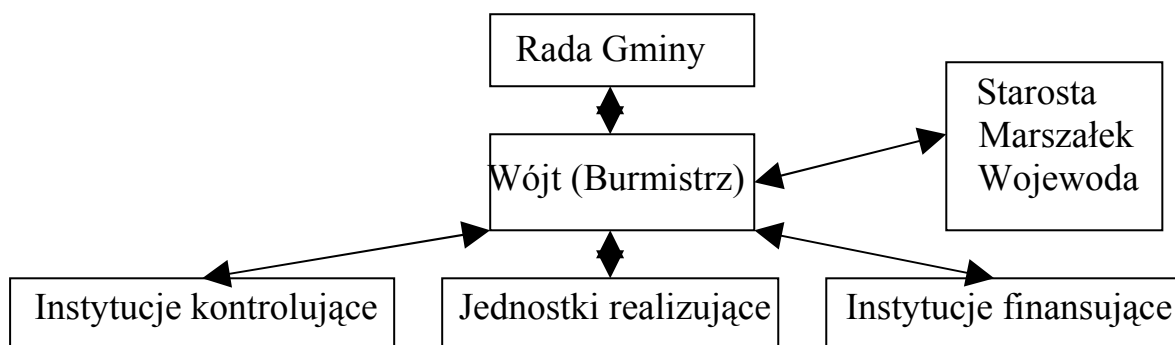 Rada Gminy
Starosta
Marszałek
Wojewoda
Wójt (Burmistrz)
Instytucje kontrolujące
Jednostki realizujące
Instytucje finansujące